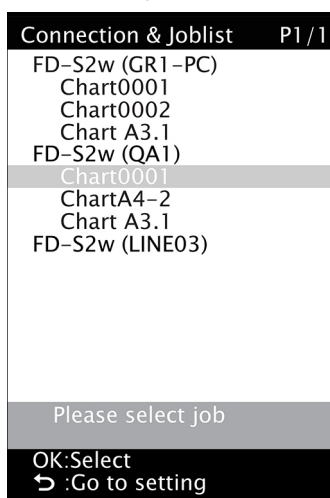 Connection & Joblist P1/1
FD-S2w (GR1-PC)
Chart0001
Chart0002
Chart A3.1
FD-S2w (QA1)
Chart0001
ChartA4-2
Chart A3.1
FD-S2w (LINE03)
Please select job
OK:Select
⮌ :Go to setting